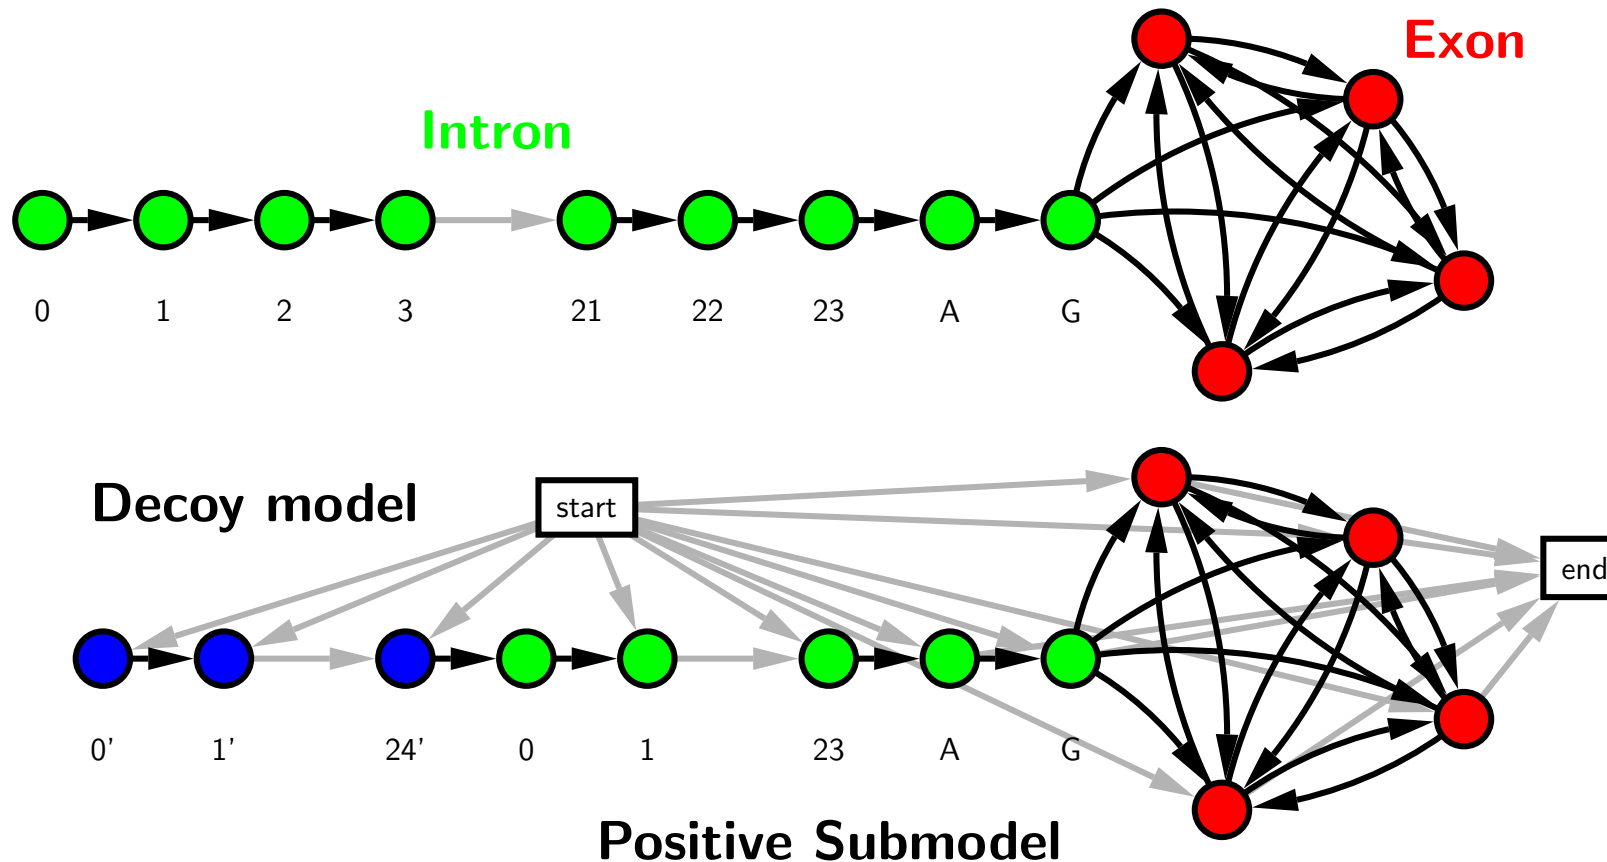 Exon
Intron
0 1 2 3 21 22 23 A G
Decoy model
start
end
0' 1' 24' 0 1 23 A G
Positive Submodel